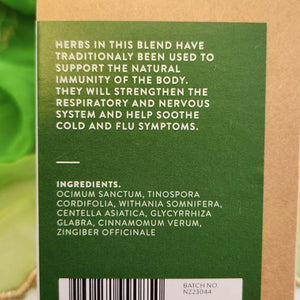 HERBS IN THIS BLEND HAVE
TRADITIONALY BEEN USED TO
SUPPORT THE NATURAL
IMMUNITY OF THE BODY.
THEY WILL STRENGTHEN THE
RESPIRATORY AND NERVOUS
SYSTEM AND HELP SOOTHE
COLD AND FLU SYMPTOMS.
INGREDIENTS.
OCIMUM SANCTUM, TINOSPORA
CORDIFOLIA, WITHANIA SOMNIFERA,
CENTELLA ASIATICA, GLYCYRRHIZA
GLABRA, CINNAMOMUM VERUM,
ZINGIBER OFFICINALE
BATCH NO.
NZ23044